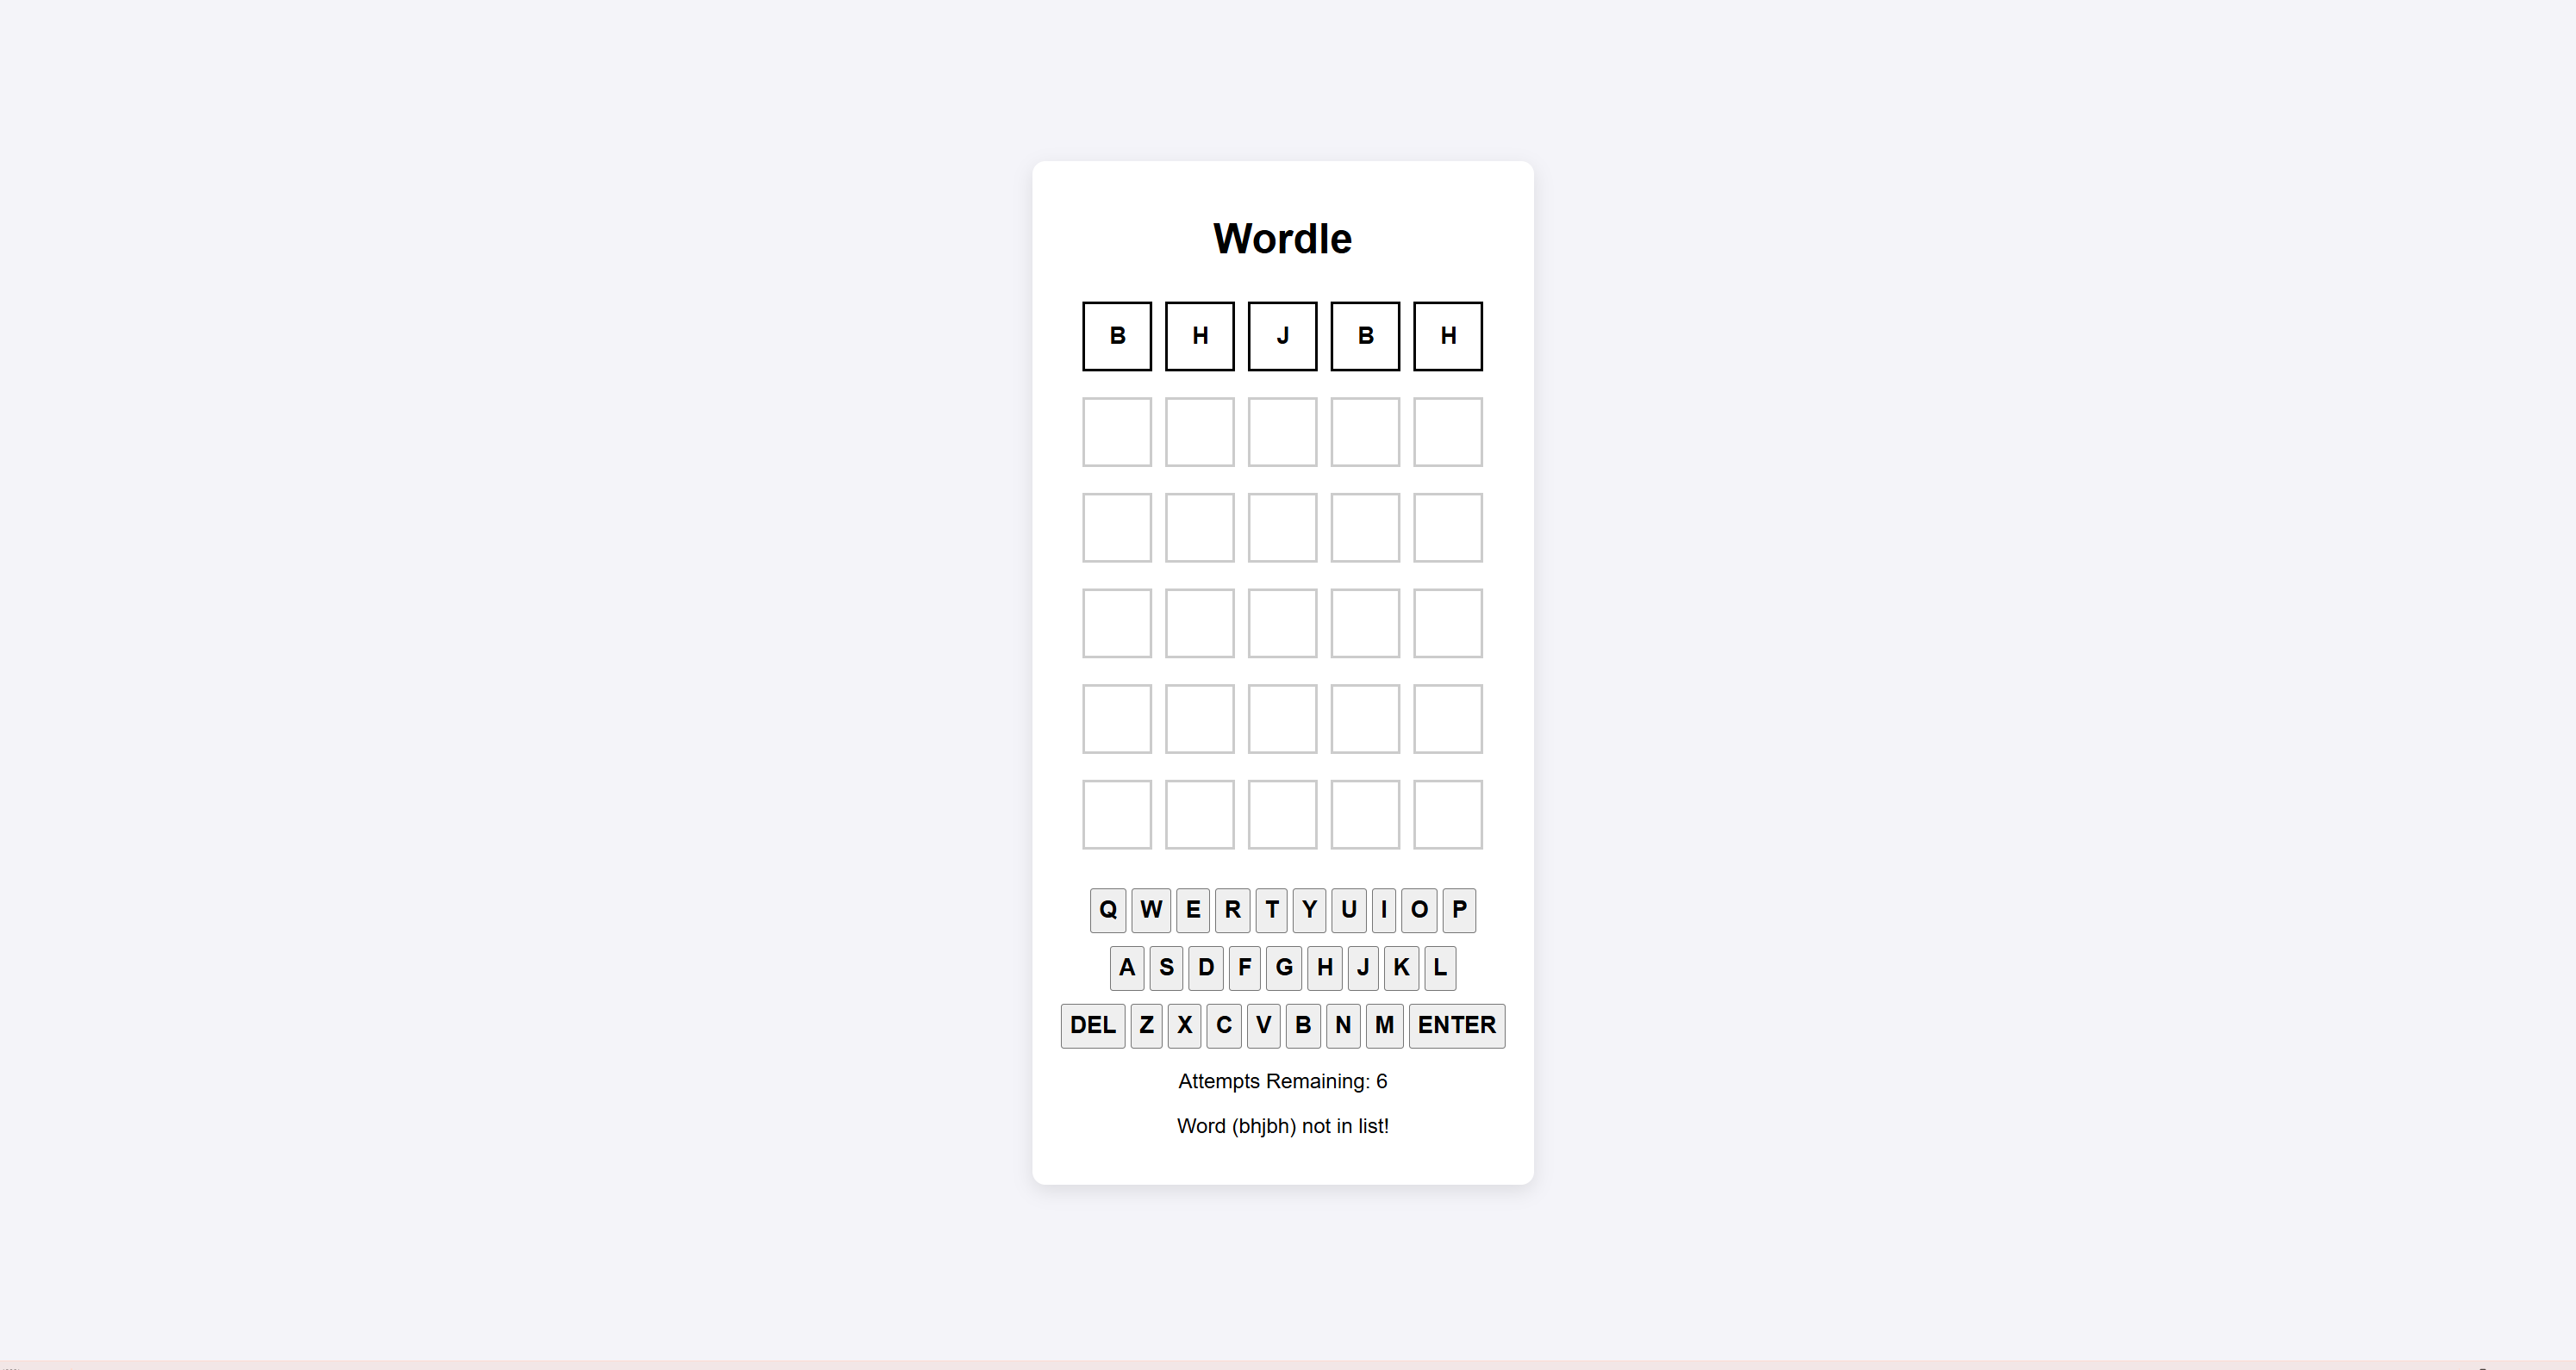 Wordle
B H J B H
Q W E R T Y U I O P
A S D F G H J K L
DEL Z X C V B N M ENTER
Attempts Remaining: 6
Word (bhjbh) not in list!